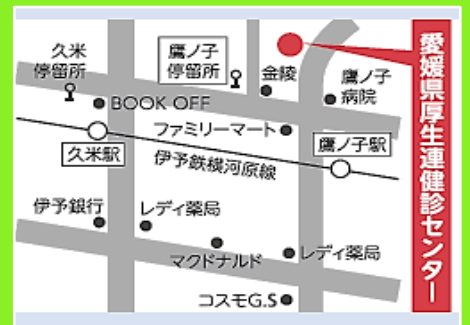 久米
停留所
鷹ノ子
停留所
金陵
鷹ノ子
病院
BOOK OFF
ファミリーマート
久米駅
伊予鉄横河原線
鷹ノ子駅
伊予銀行
レディ薬局
マクドナルド
レディ薬局
コスモG.S
愛媛県厚生連健診センター